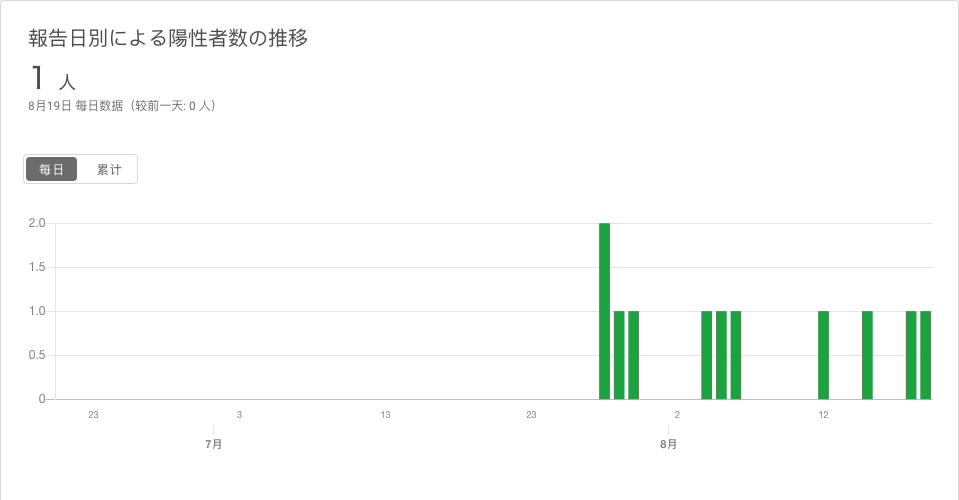 報告日別による陽性者数の推移
1 人
8月19日 每日数据（较前一天: 0 人）
每日 累计
2.0
1.5
1.0
0.5
0
23 3 13 23 2 12
7月 8月